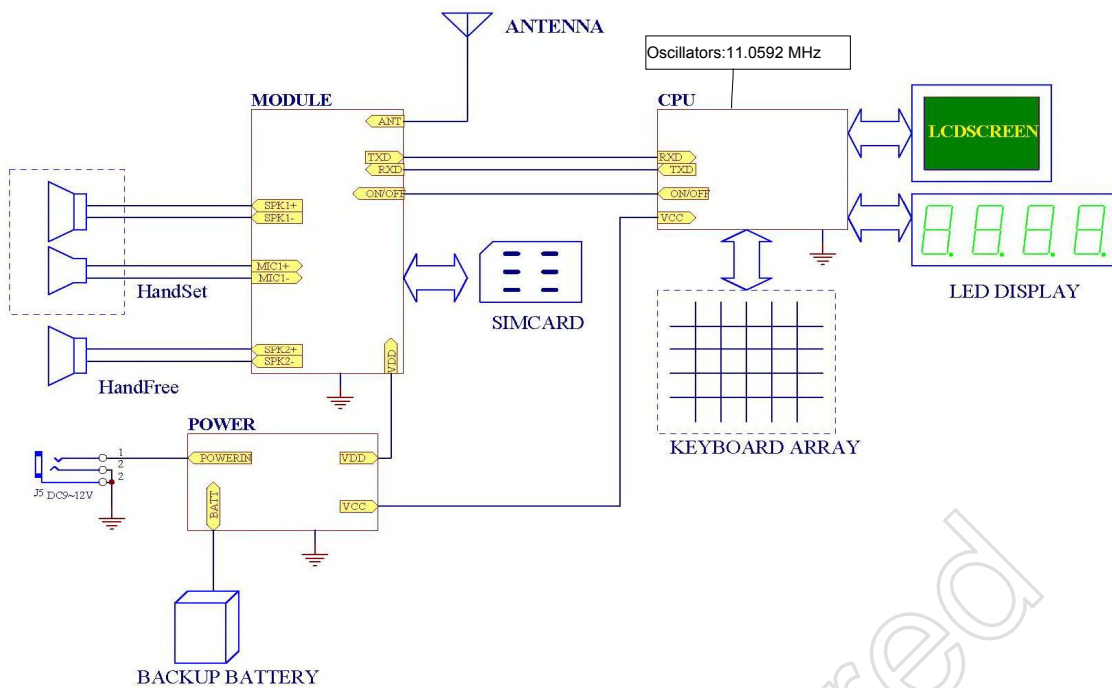 ANTENNA
Oscillators:11.0592 MHz
MODULE
CPU
ANT
LCDSCREEN
TXD
RXD
RXD
TXD
ON/OFF
ON/OFF
SPK1+
SPK1-
VCC
MIC1+
MIC1-
HandSet
LED DISPLAY
SIMCARD
SPK2+
SPK2-
VDD
HandFree
POWER
KEYBOARD ARRAY
1
2
2
POWERIN
VDD
J5 DC9~12V
BATT
VCC
BACKUP BATTERY
red